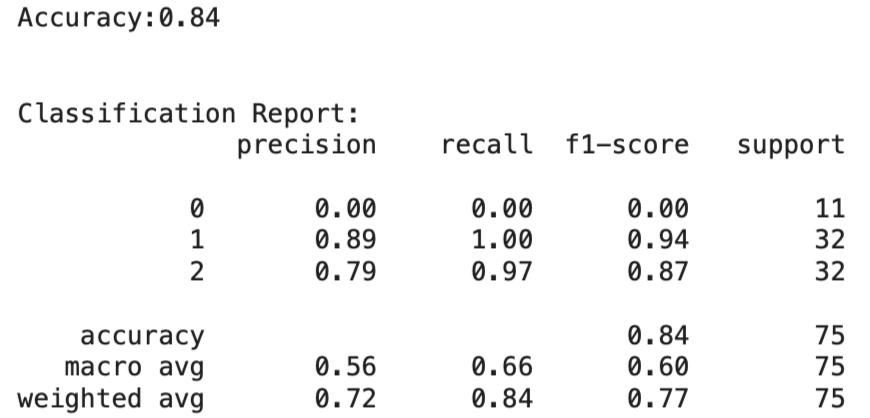 Accuracy:0.84
Classification Report:
precision recall f1-score support
0 0.00 0.00 0.00 11
1 0.89 1.00 0.94 32
2 0.79 0.97 0.87 32
accuracy 0.84 75
macro avg 0.56 0.66 0.60 75
weighted avg 0.72 0.84 0.77 75